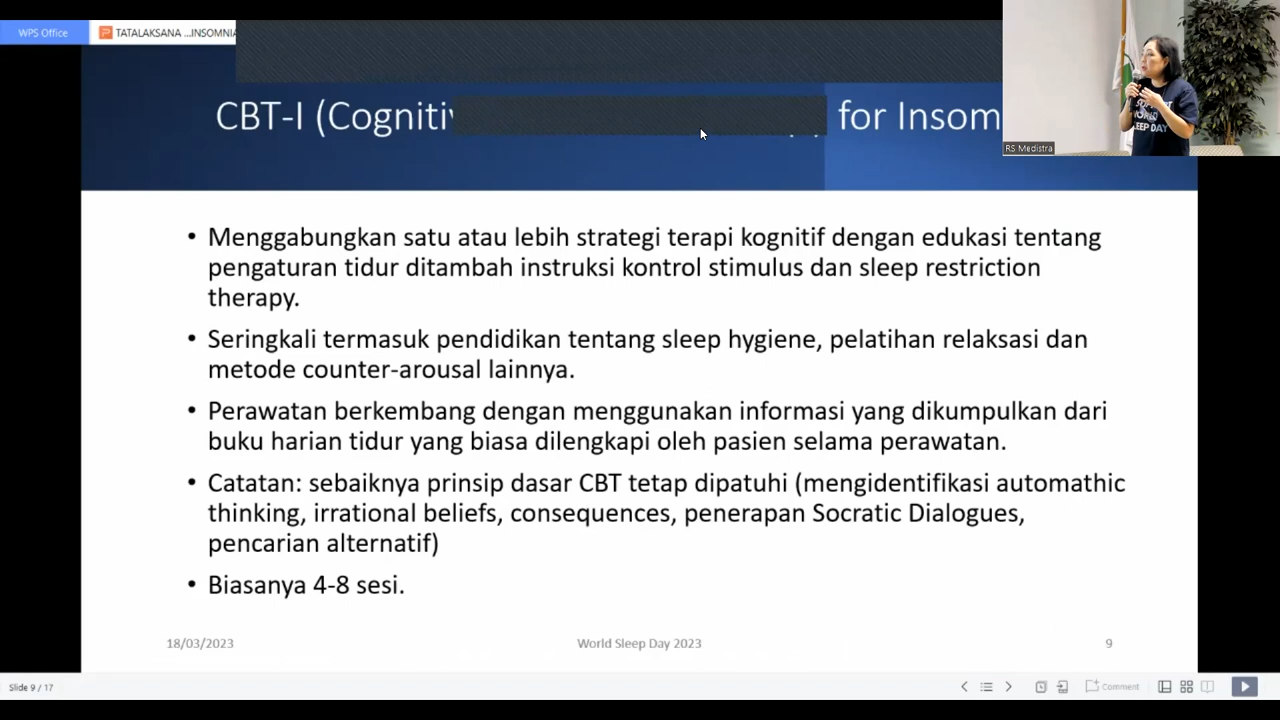 WPS Office
TATALAKSANA ...INSOMNIA
CBT-I (Cogniti for Insom
RS Medistra
WORLD
SLEEP DAY
• Menggabungkan satu atau lebih strategi terapi kognitif dengan edukasi tentang
pengaturan tidur ditambah instruksi kontrol stimulus dan sleep restriction
therapy.
• Seringkali termasuk pendidikan tentang sleep hygiene, pelatihan relaksasi dan
metode counter-arousal lainnya.
• Perawatan berkembang dengan menggunakan informasi yang dikumpulkan dari
buku harian tidur yang biasa dilengkapi oleh pasien selama perawatan.
• Catatan: sebaiknya prinsip dasar CBT tetap dipatuhi (mengidentifikasi automathic
thinking, irrational beliefs, consequences, penerapan Socratic Dialogues,
pencarian alternatif)
• Biasanya 4-8 sesi.
18/03/2023 World Sleep Day 2023 9
Slide 9 / 17
Comment